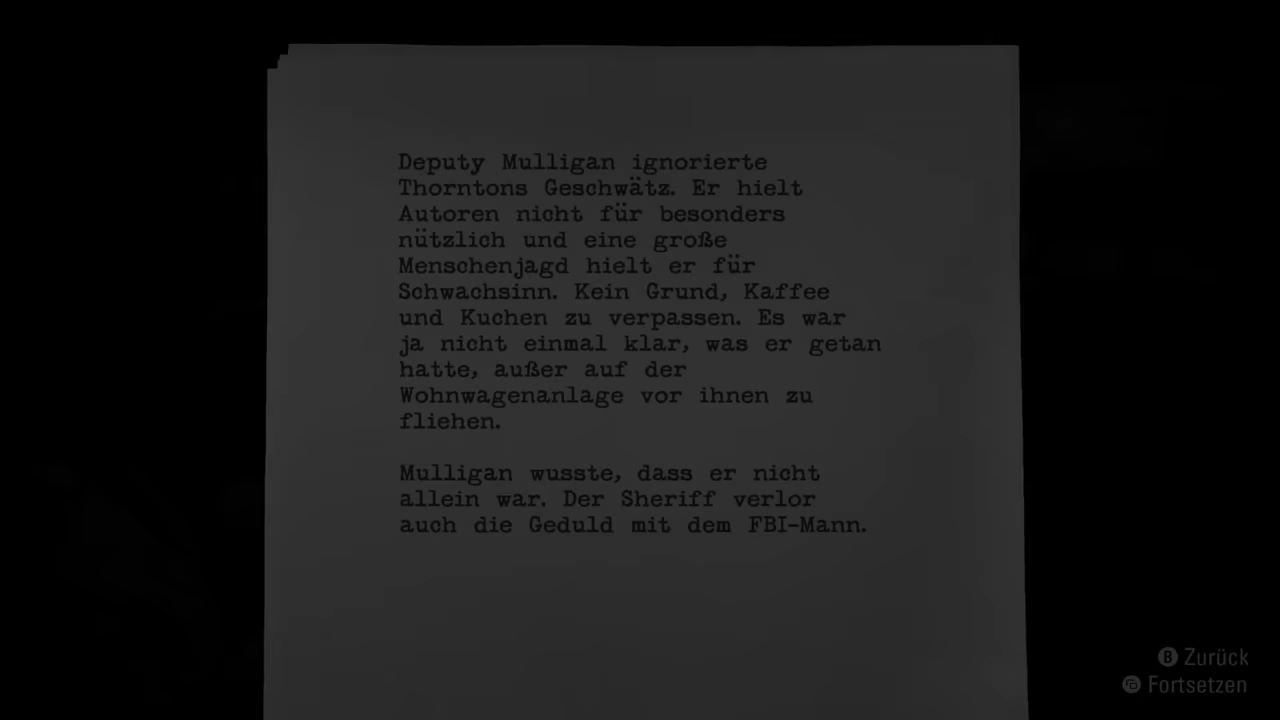 Deputy Mulligan ignorierte
Thorntons Geschwätz. Er hielt
Autoren nicht für besonders
nützlich und eine große
Menschenjagd hielt er für
Schwachsinn. Kein Grund, Kaffee
und Kuchen zu verpassen. Es war
ja nicht einmal klar, was er getan
hatte, außer auf der
Wohnwagenanlage vor ihnen zu
fliehen.
Mulligan wusste, dass er nicht
allein war. Der Sheriff verlor
auch die Geduld mit dem FBI-Mann.
B Zurück
Fortsetzen